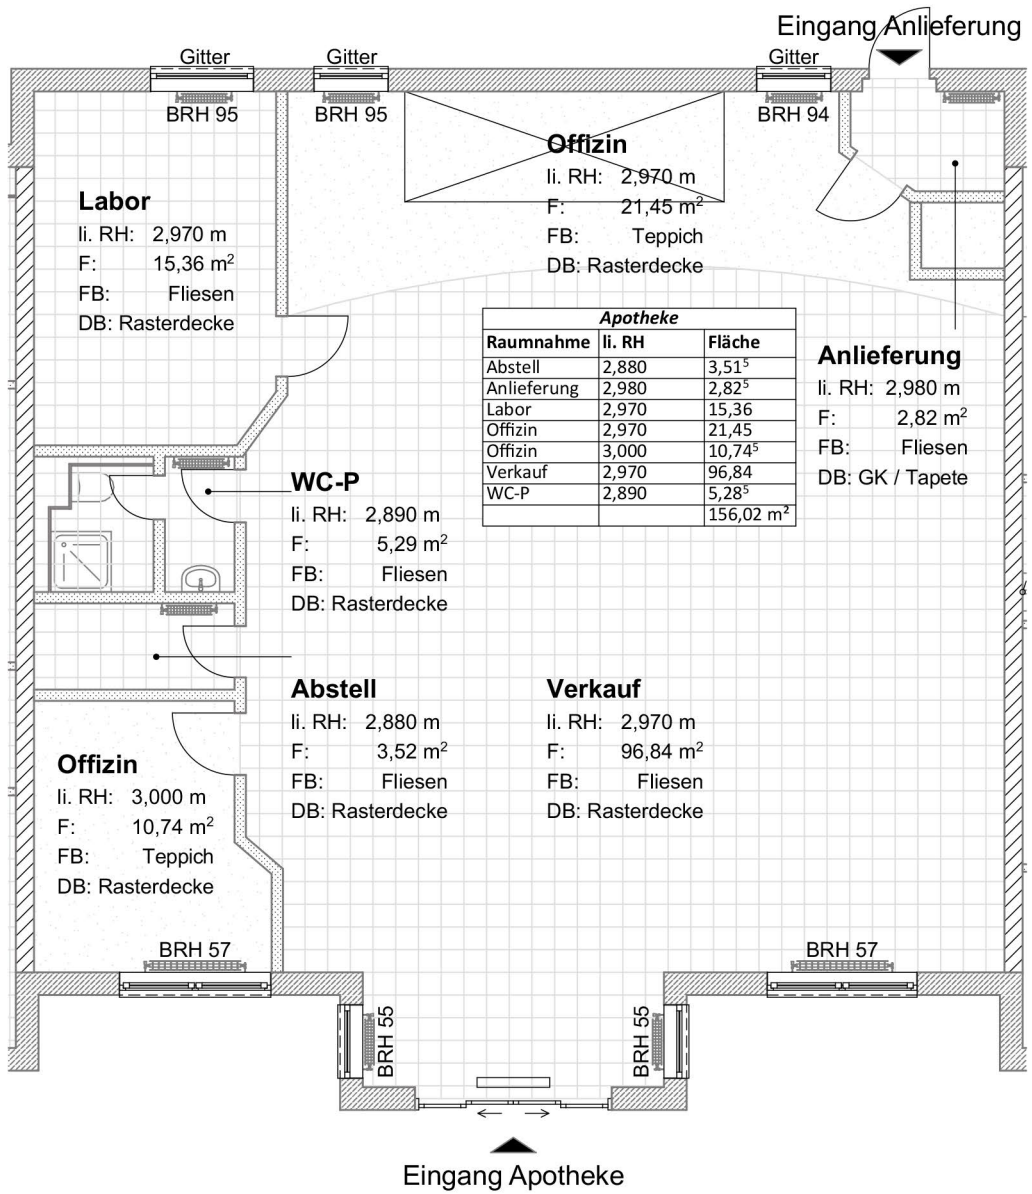 Eingang Anlieferung
Gitter
Gitter
Gitter
BRH 95
BRH 95
BRH 94
Offizin
li. RH: 2,970 m
F: 21,45 m²
FB: Teppich
DB: Rasterdecke
Labor
li. RH: 2,970 m
F: 15,36 m²
FB: Fliesen
DB: Rasterdecke
Apotheke
Raumnahme li. RH Fläche
Abstell 2,880 3,51⁵
Anlieferung 2,980 2,82⁵
Labor 2,970 15,36
Offizin 2,970 21,45
Offizin 3,000 10,74⁵
Verkauf 2,970 96,84
WC-P 2,890 5,28⁵
156,02 m²
Anlieferung
li. RH: 2,980 m
F: 2,82 m²
FB: Fliesen
DB: GK / Tapete
WC-P
li. RH: 2,890 m
F: 5,29 m²
FB: Fliesen
DB: Rasterdecke
Abstell
li. RH: 2,880 m
F: 3,52 m²
FB: Fliesen
DB: Rasterdecke
Verkauf
li. RH: 2,970 m
F: 96,84 m²
FB: Fliesen
DB: Rasterdecke
Offizin
li. RH: 3,000 m
F: 10,74 m²
FB: Teppich
DB: Rasterdecke
BRH 57
BRH 57
BRH 55
BRH 55
Eingang Apotheke